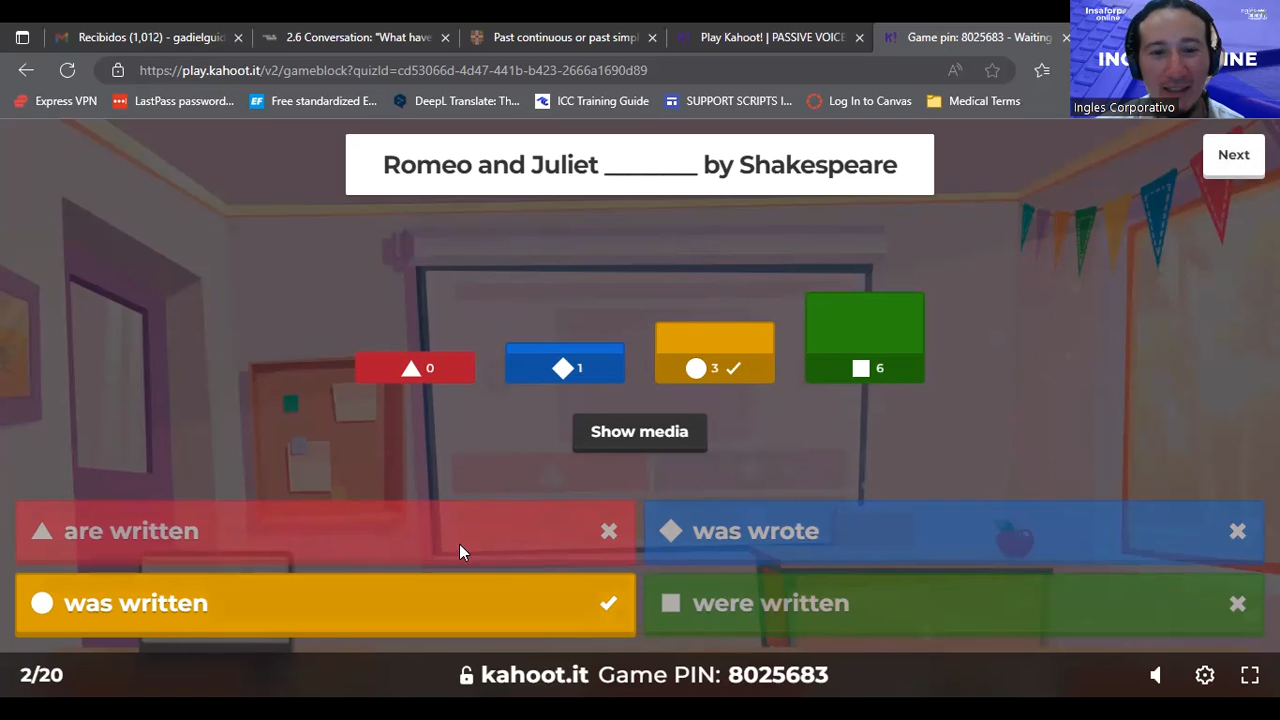 Recibidos (1,012) - gadielguid
2.6 Conversation: "What have
Past continuous or past simpl
Play Kahoot! | PASSIVE VOICE
Game pin: 8025683 - Waiting
https://play.kahoot.it/v2/gameblock?quizId=cd53066d-4d47-441b-b423-2666a1690d89
Express VPN
LastPass password...
Free standardized E...
DeepL Translate: Th...
ICC Training Guide
SUPPORT SCRIPTS I...
Log In to Canvas
Medical Terms
Insaforp
online
Ingles Corporativo
Romeo and Juliet ________ by Shakespeare
Next
0
1
3
6
Show media
are written
was wrote
was written
were written
2/20
kahoot.it Game PIN: 8025683